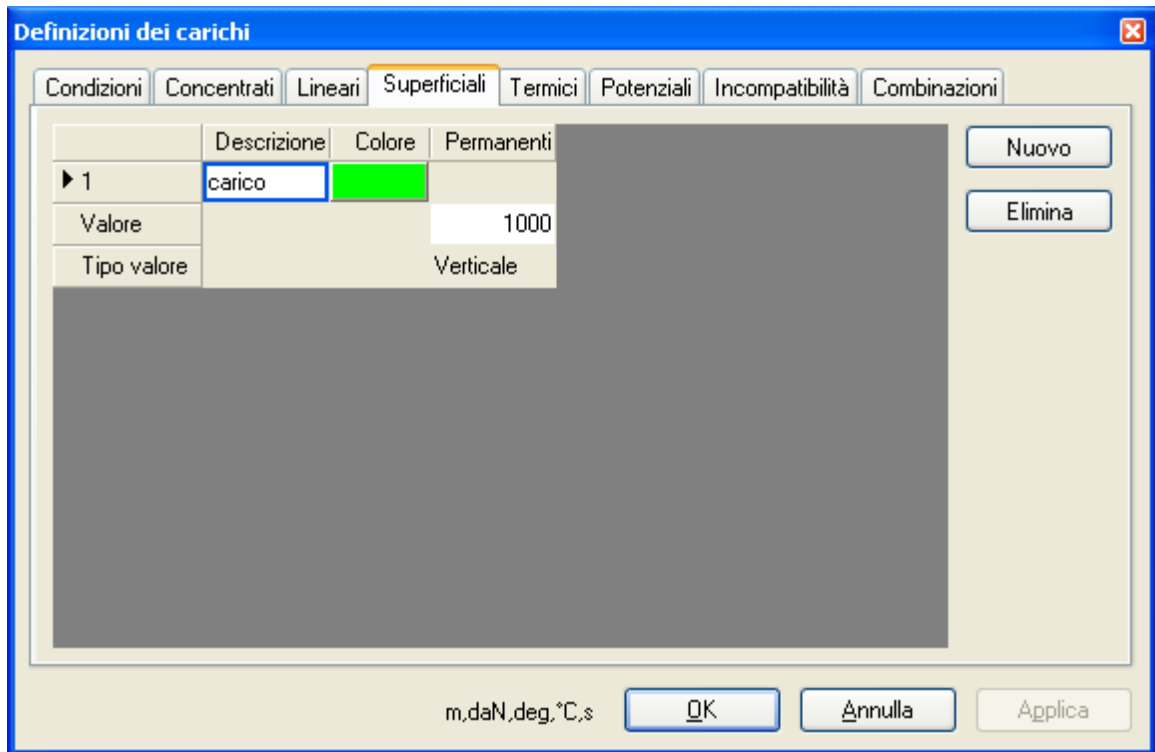 Definizioni dei carichi
Condizioni Concentrati Lineari Superficiali Termici Potenziali Incompatibilità Combinazioni
Descrizione Colore Permanenti Nuovo
1 carico
Valore 1000 Elimina
Tipo valore Verticale
m,daN,deg,°C,s OK Annulla Applica